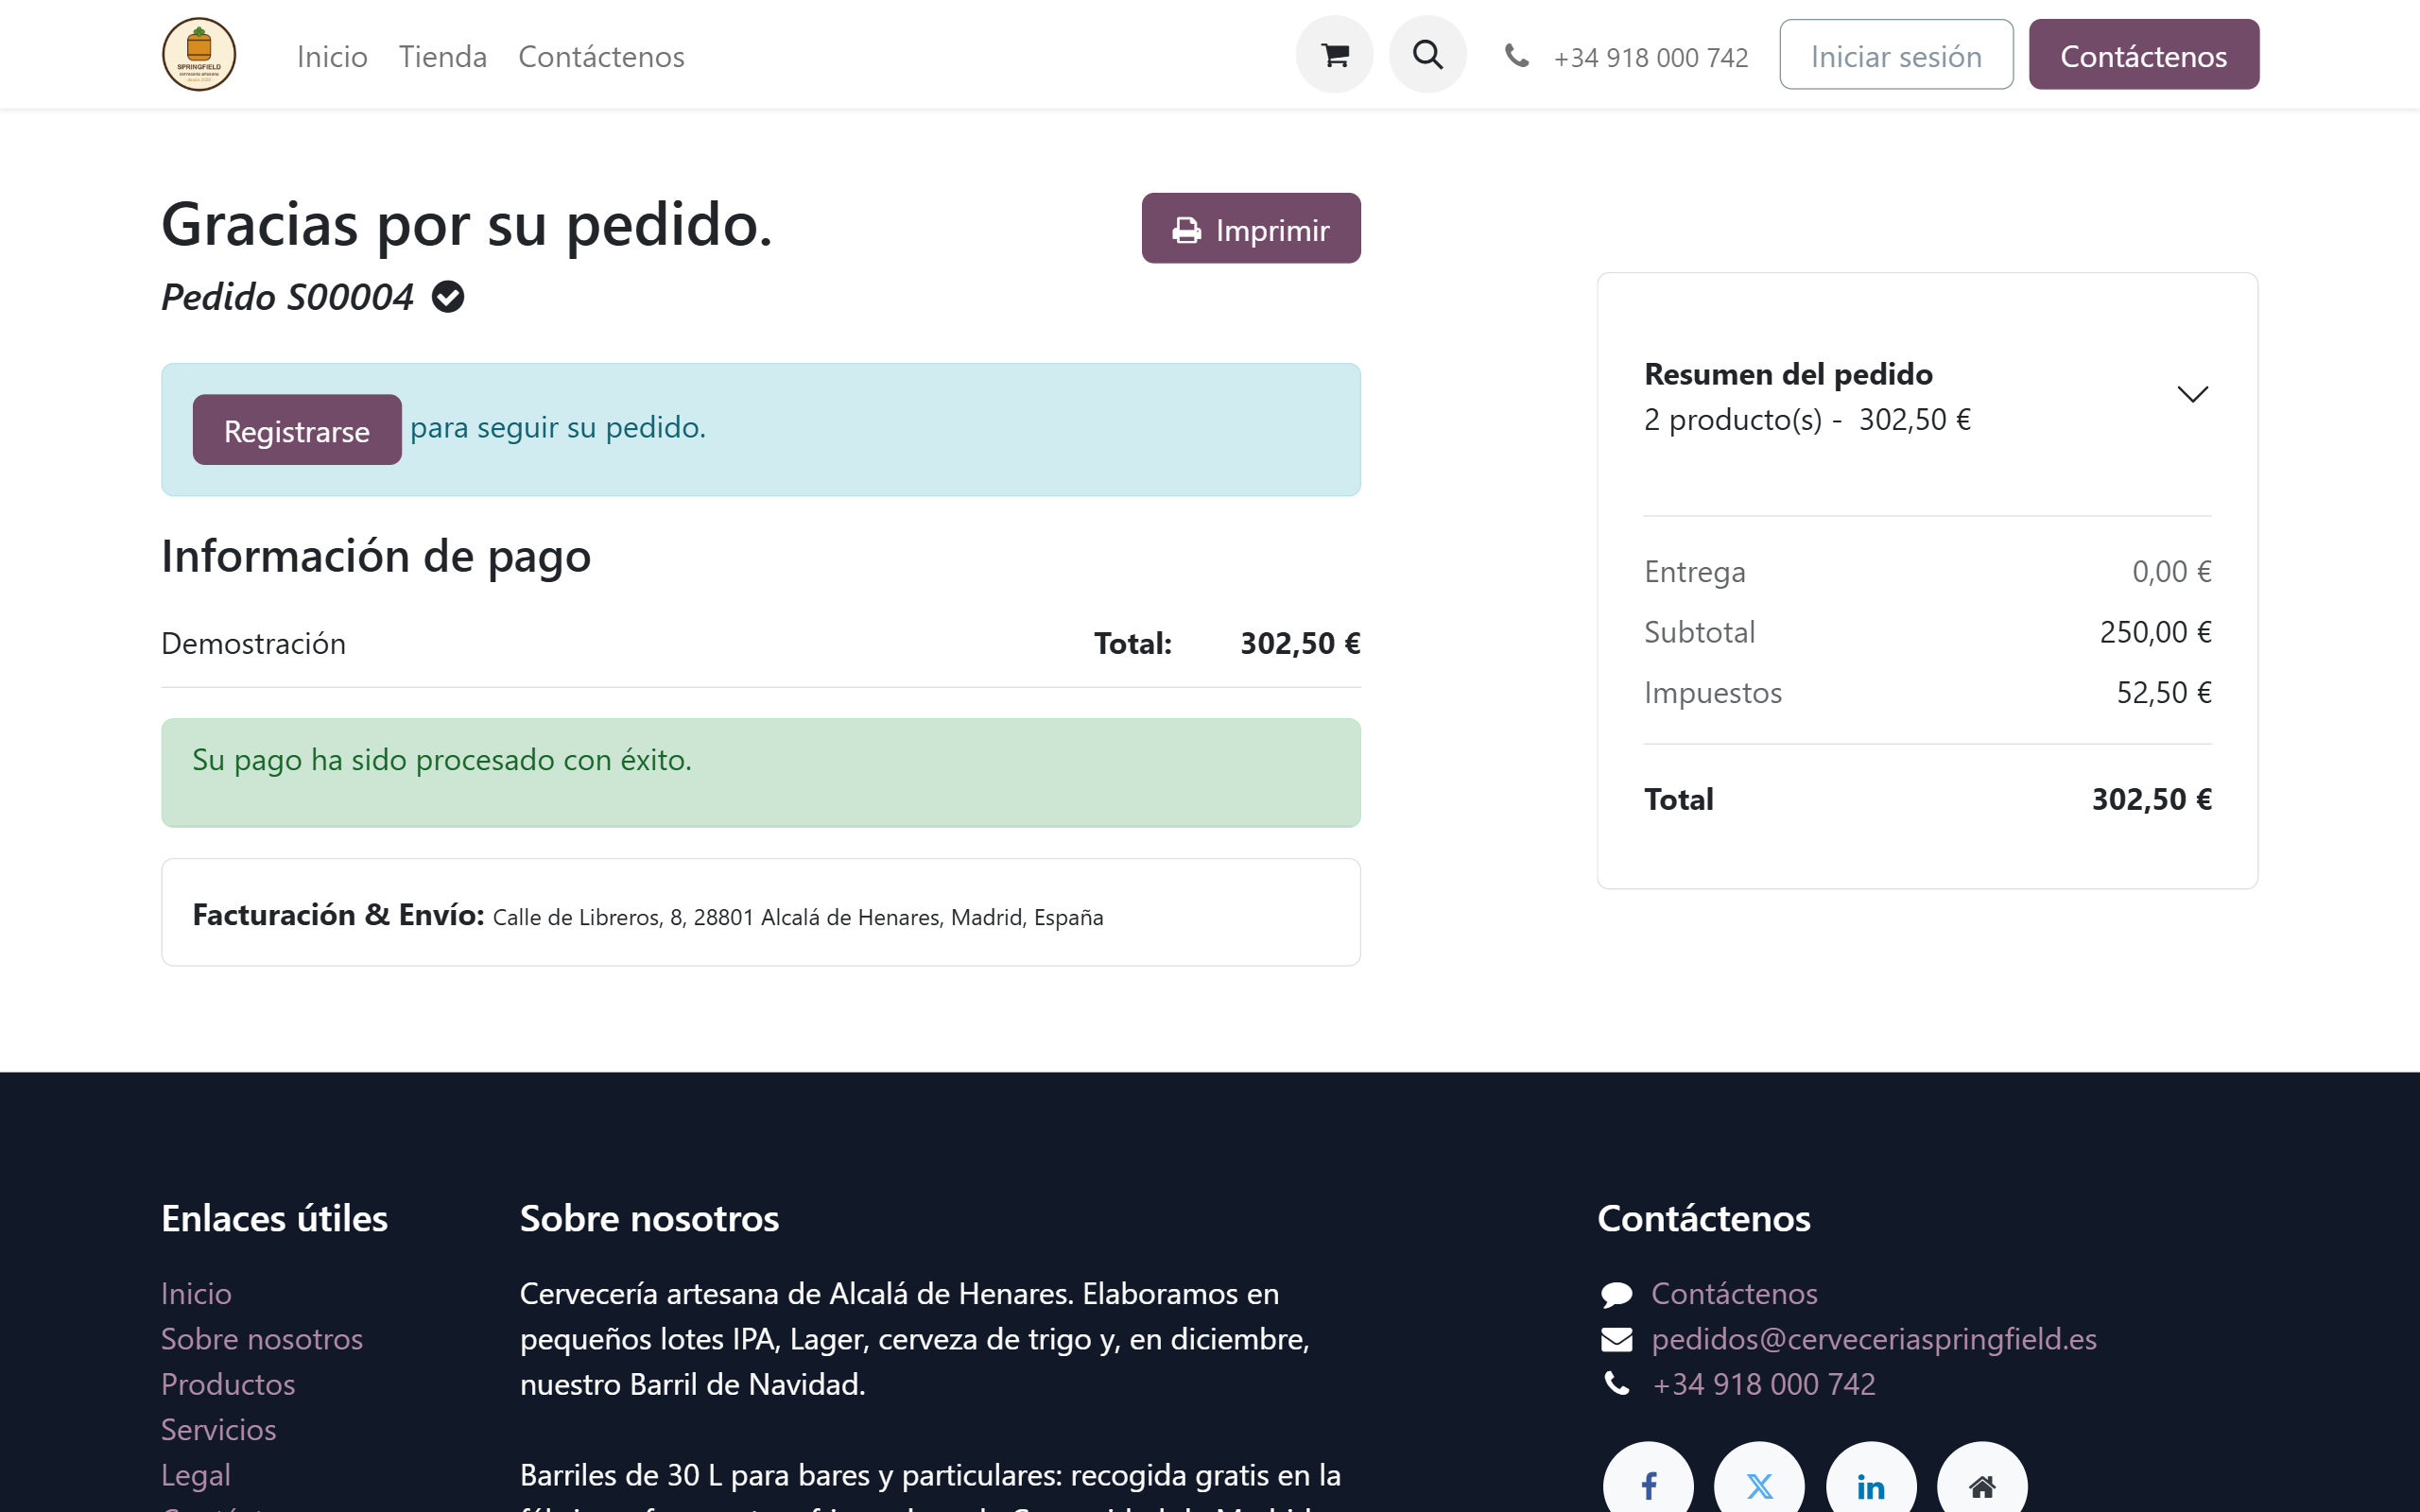 SPRINGFIELD
cervecería artesana
Inicio
Tienda
Contáctenos
+34 918 000 742
Iniciar sesión
Contáctenos
Gracias por su pedido.
Imprimir
Pedido S00004
Registrarse para seguir su pedido.
Información de pago
Demostración
Total: 302,50 €
Su pago ha sido procesado con éxito.
Facturación & Envío: Calle de Libreros, 8, 28801 Alcalá de Henares, Madrid, España
Resumen del pedido
2 producto(s) - 302,50 €
Entrega 0,00 €
Subtotal 250,00 €
Impuestos 52,50 €
Total 302,50 €
Enlaces útiles
Inicio
Sobre nosotros
Productos
Servicios
Legal
Sobre nosotros
Cervecería artesana de Alcalá de Henares. Elaboramos en
pequeños lotes IPA, Lager, cerveza de trigo y, en diciembre,
nuestro Barril de Navidad.
Barriles de 30 L para bares y particulares: recogida gratis en la
Contáctenos
Contáctenos
pedidos@cerveceriaspringfield.es
+34 918 000 742